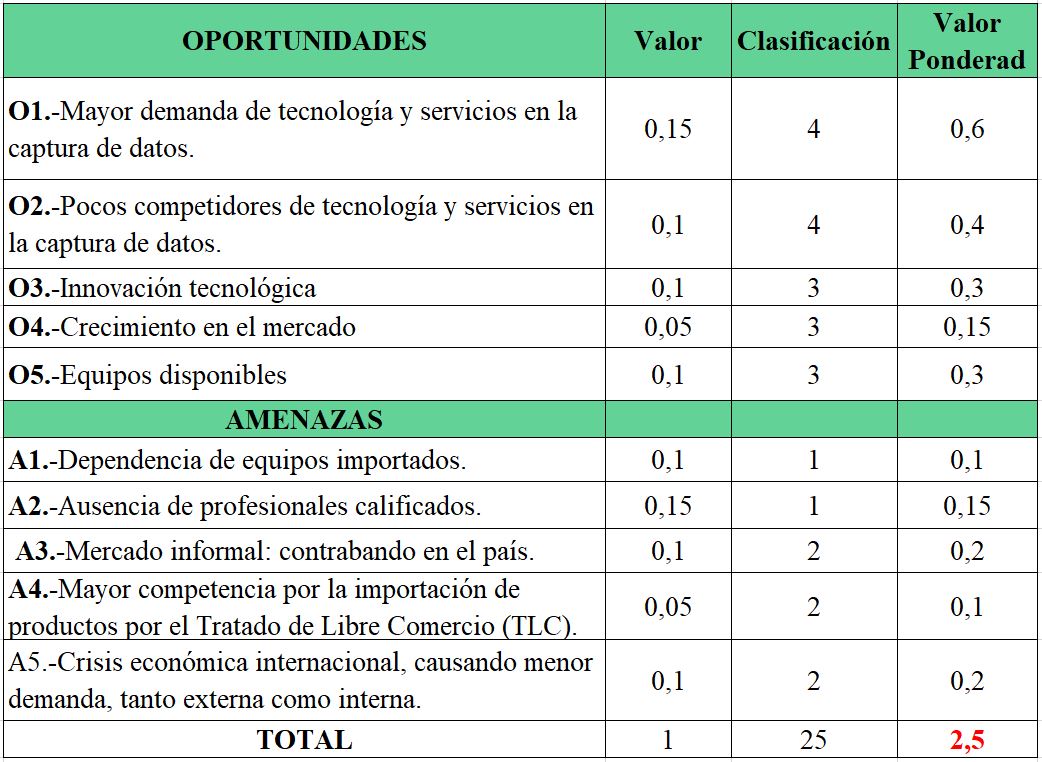 OPORTUNIDADES Valor Clasificación Valor Ponderad
O1.-Mayor demanda de tecnología y servicios en la
captura de datos. 0,15 4 0,6
O2.-Pocos competidores de tecnología y servicios en
la captura de datos. 0,1 4 0,4
O3.-Innovación tecnológica 0,1 3 0,3
O4.-Crecimiento en el mercado 0,05 3 0,15
O5.-Equipos disponibles 0,1 3 0,3
AMENAZAS
A1.-Dependencia de equipos importados. 0,1 1 0,1
A2.-Ausencia de profesionales calificados. 0,15 1 0,15
A3.-Mercado informal: contrabando en el país. 0,1 2 0,2
A4.-Mayor competencia por la importación de
productos por el Tratado de Libre Comercio (TLC). 0,05 2 0,1
A5.-Crisis económica internacional, causando menor
demanda, tanto externa como interna. 0,1 2 0,2
TOTAL 1 25 2,5